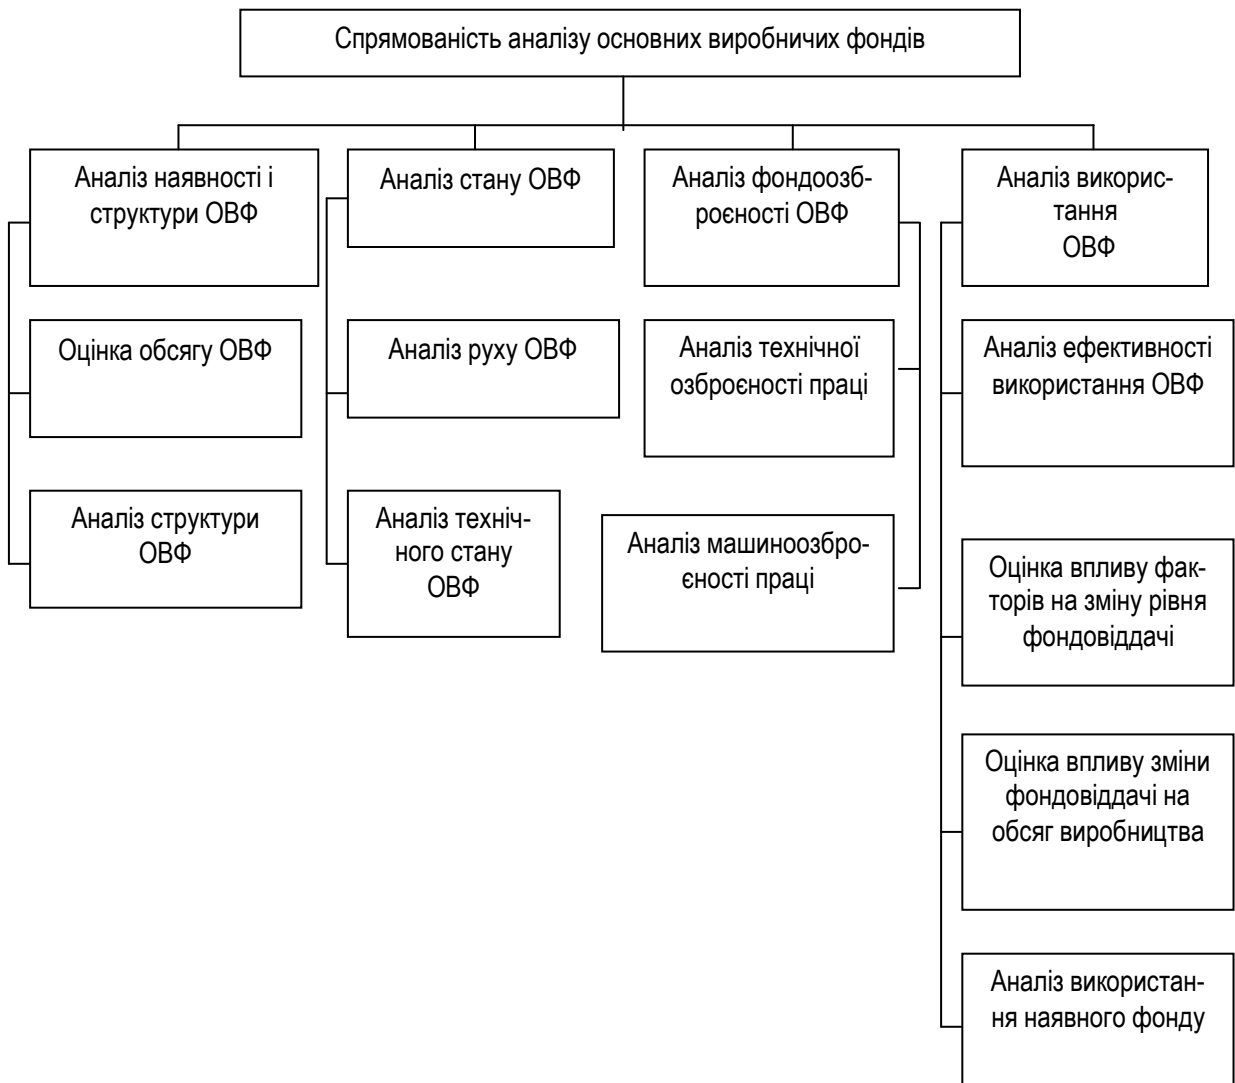 Спрямованість аналізу основних виробничих фондів
Аналіз наявності і
структури ОВФ
Аналіз стану ОВФ
Аналіз фондоозб-
роєності ОВФ
Аналіз викорис-
тання
ОВФ
Оцінка обсягу ОВФ
Аналіз руху ОВФ
Аналіз технічної
озброєності праці
Аналіз ефективності
використання ОВФ
Аналіз структури
ОВФ
Аналіз техніч-
ного стану
ОВФ
Аналіз машиноозбро-
єності праці
Оцінка впливу фак-
торів на зміну рівня
фондовіддачі
Оцінка впливу зміни
фондовіддачі на
обсяг виробництва
Аналіз використан-
ня наявного фонду